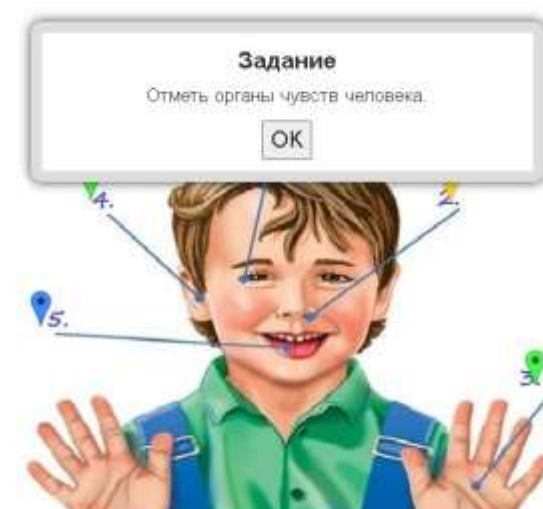 Задание
Отметь органы чувств человека.
OK
4.
2.
5.
3.